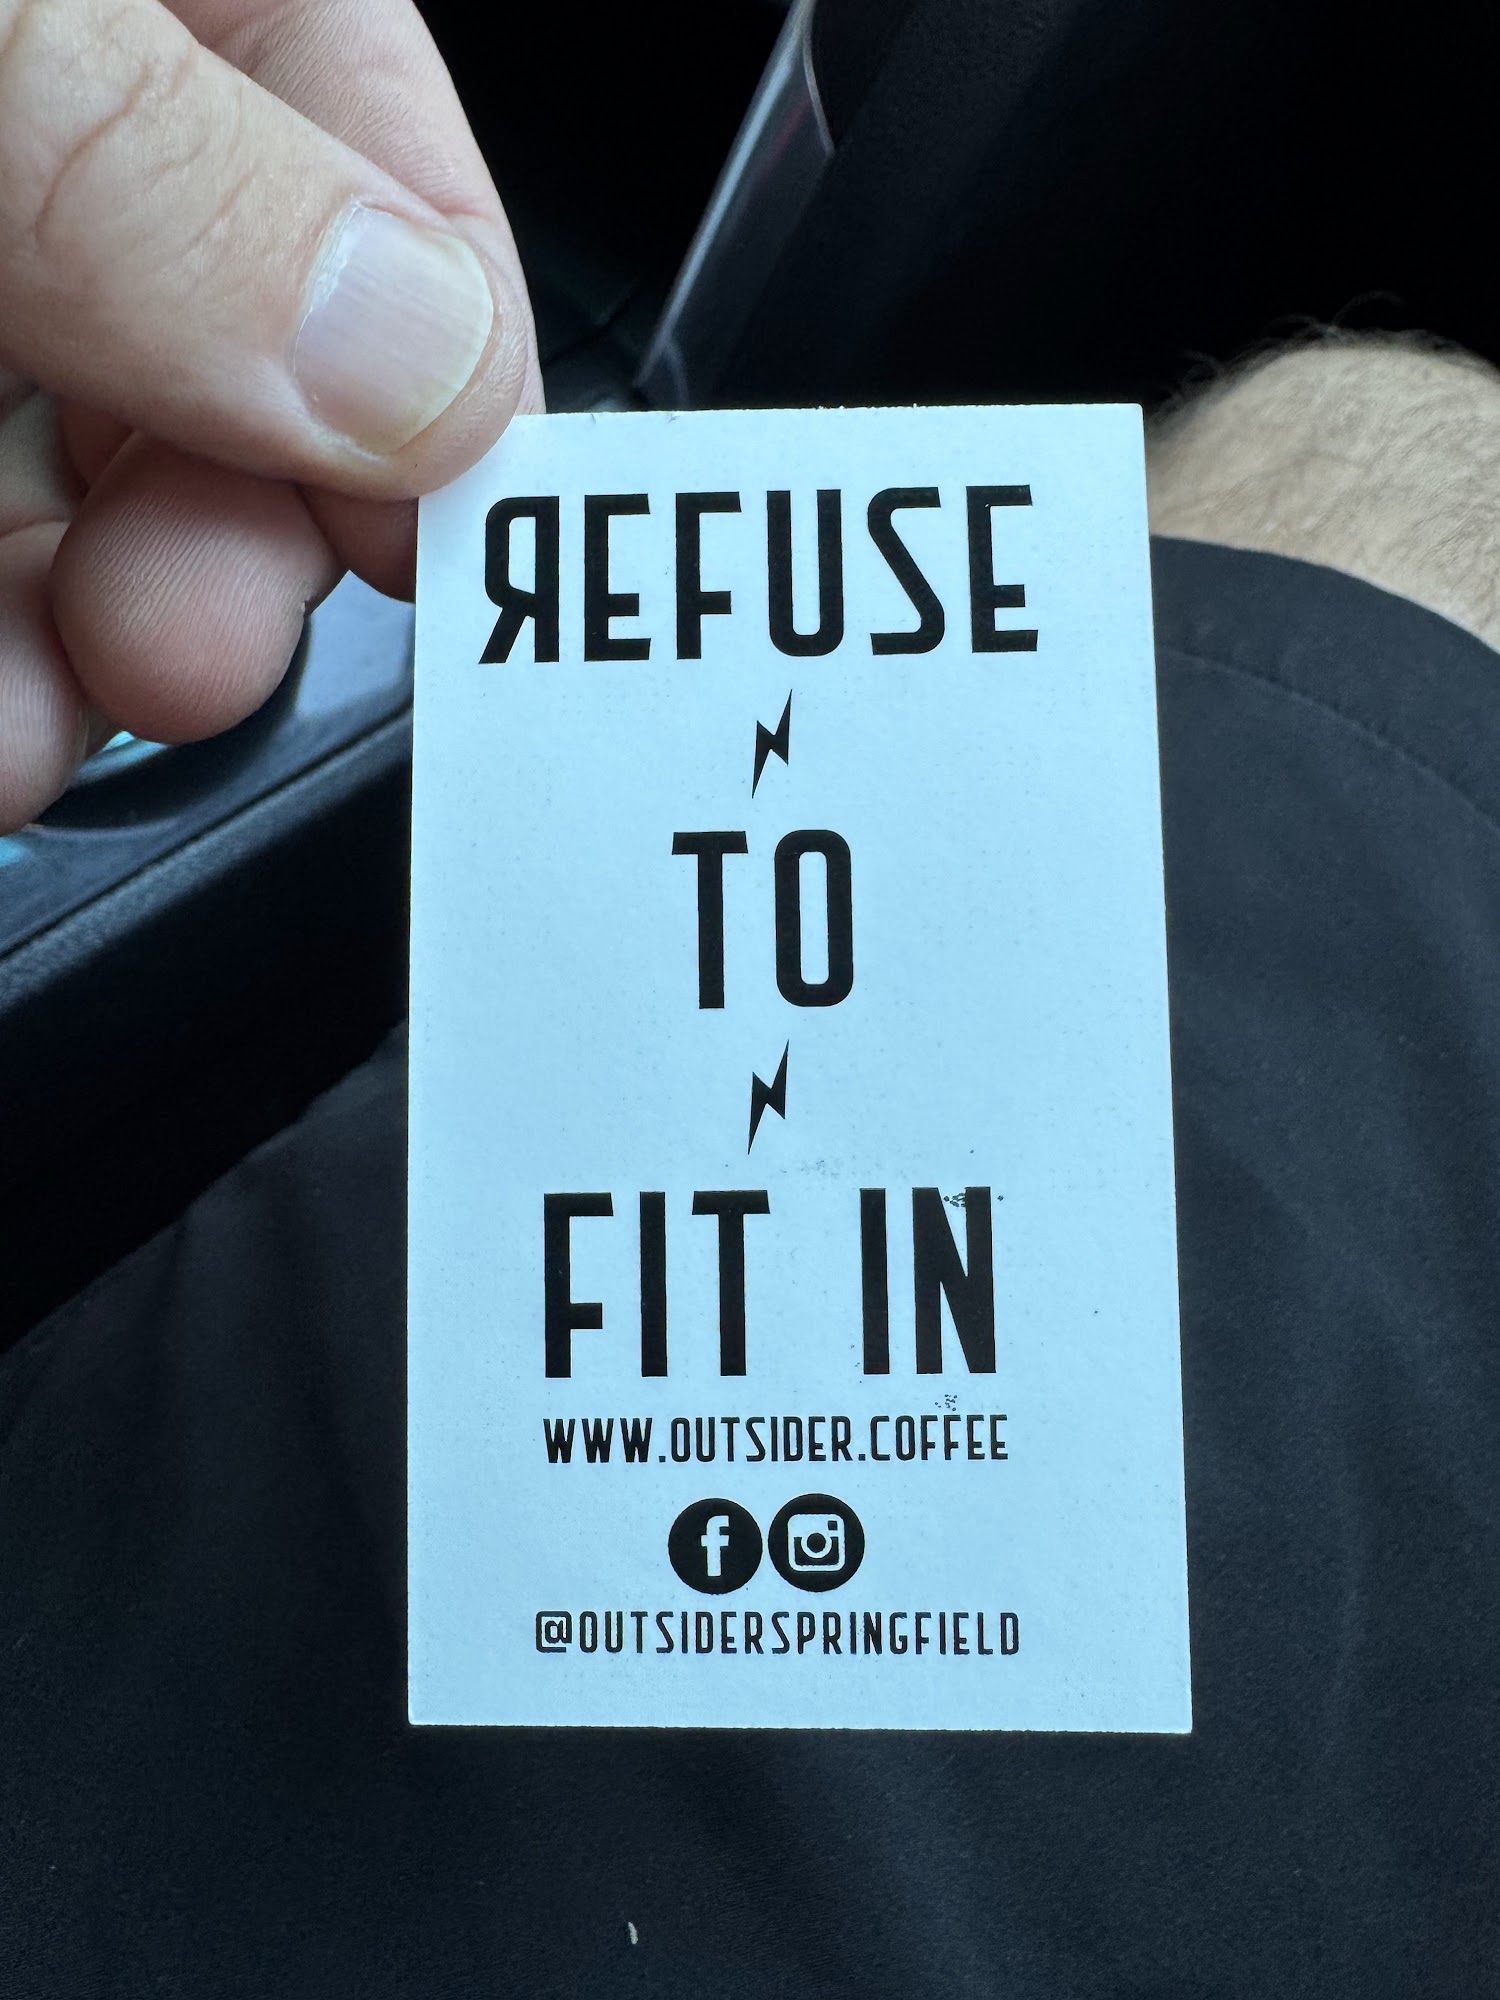 REFUSE
TO
FIT IN
WWW.OUTSIDER.COFFEE
@OUTSIDERSPRINGFIELD